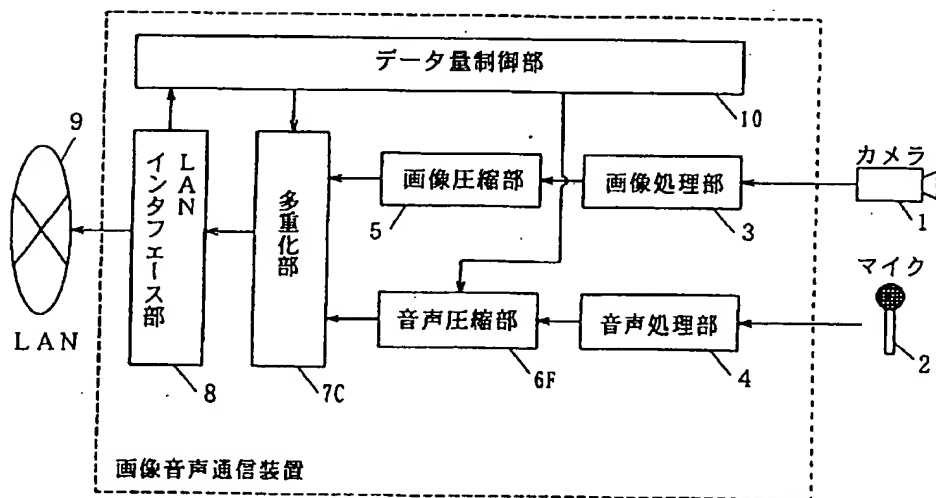 データ量制御部
10
9
LAN
インタフェース部
多重化部
画像圧縮部
5
画像処理部
3
カメラ
1
マイク
音声圧縮部
6F
音声処理部
4
2
LAN
8
7C
画像音声通信装置